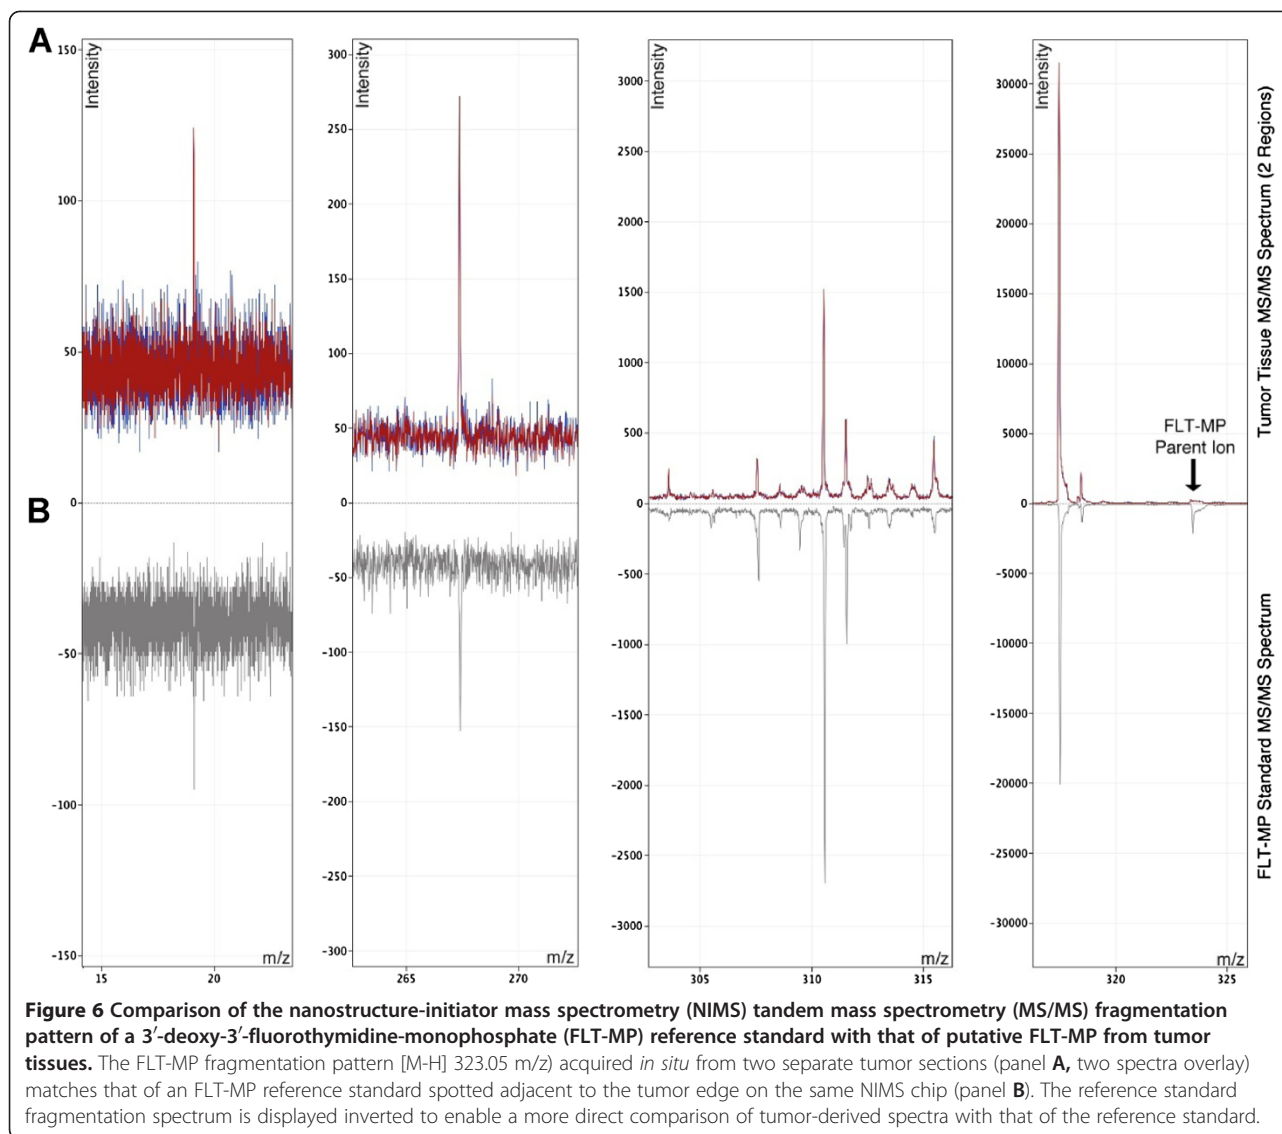 A
Intensity
150
100
50
0
-50
-100
-150
15
20
m/z
Intensity
300
250
200
150
100
50
0
-50
-100
-150
-200
-250
-300
265
270
m/z
Intensity
3000
2500
2000
1500
1000
500
0
-500
-1000
-1500
-2000
-2500
-3000
305
310
315
m/z
Intensity
30000
25000
20000
15000
10000
5000
0
-5000
-10000
-15000
-20000
-25000
-30000
320
325
m/z
FLT-MP
Parent Ion
Tumor Tissue MS/MS Spectrum (2 Regions)
B
FLT-MP Standard MS/MS Spectrum
Figure 6 Comparison of the nanostructure-initiator mass spectrometry (NIMS) tandem mass spectrometry (MS/MS) fragmentation
pattern of a 3′-deoxy-3′-fluorothymidine-monophosphate (FLT-MP) reference standard with that of putative FLT-MP from tumor
tissues. The FLT-MP fragmentation pattern [M-H] 323.05 m/z) acquired in situ from two separate tumor sections (panel A, two spectra overlay)
matches that of an FLT-MP reference standard spotted adjacent to the tumor edge on the same NIMS chip (panel B). The reference standard
fragmentation spectrum is displayed inverted to enable a more direct comparison of tumor-derived spectra with that of the reference standard.